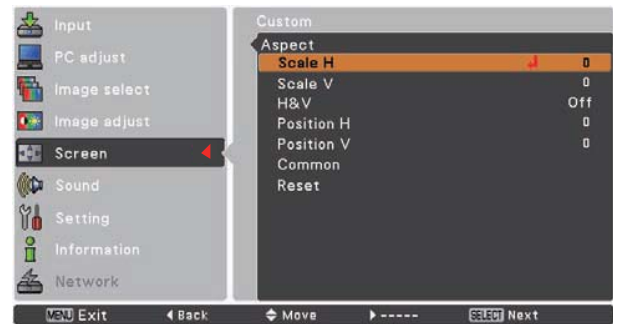 Input
PC adjust
Image select
Image adjust
Screen
Sound
Setting
Information
Network
Custom
Aspect
Scale H 0
Scale V 0
H&V Off
Position H 0
Position V 0
Common
Reset
MENU Exit Back Move ----- SELECT Next